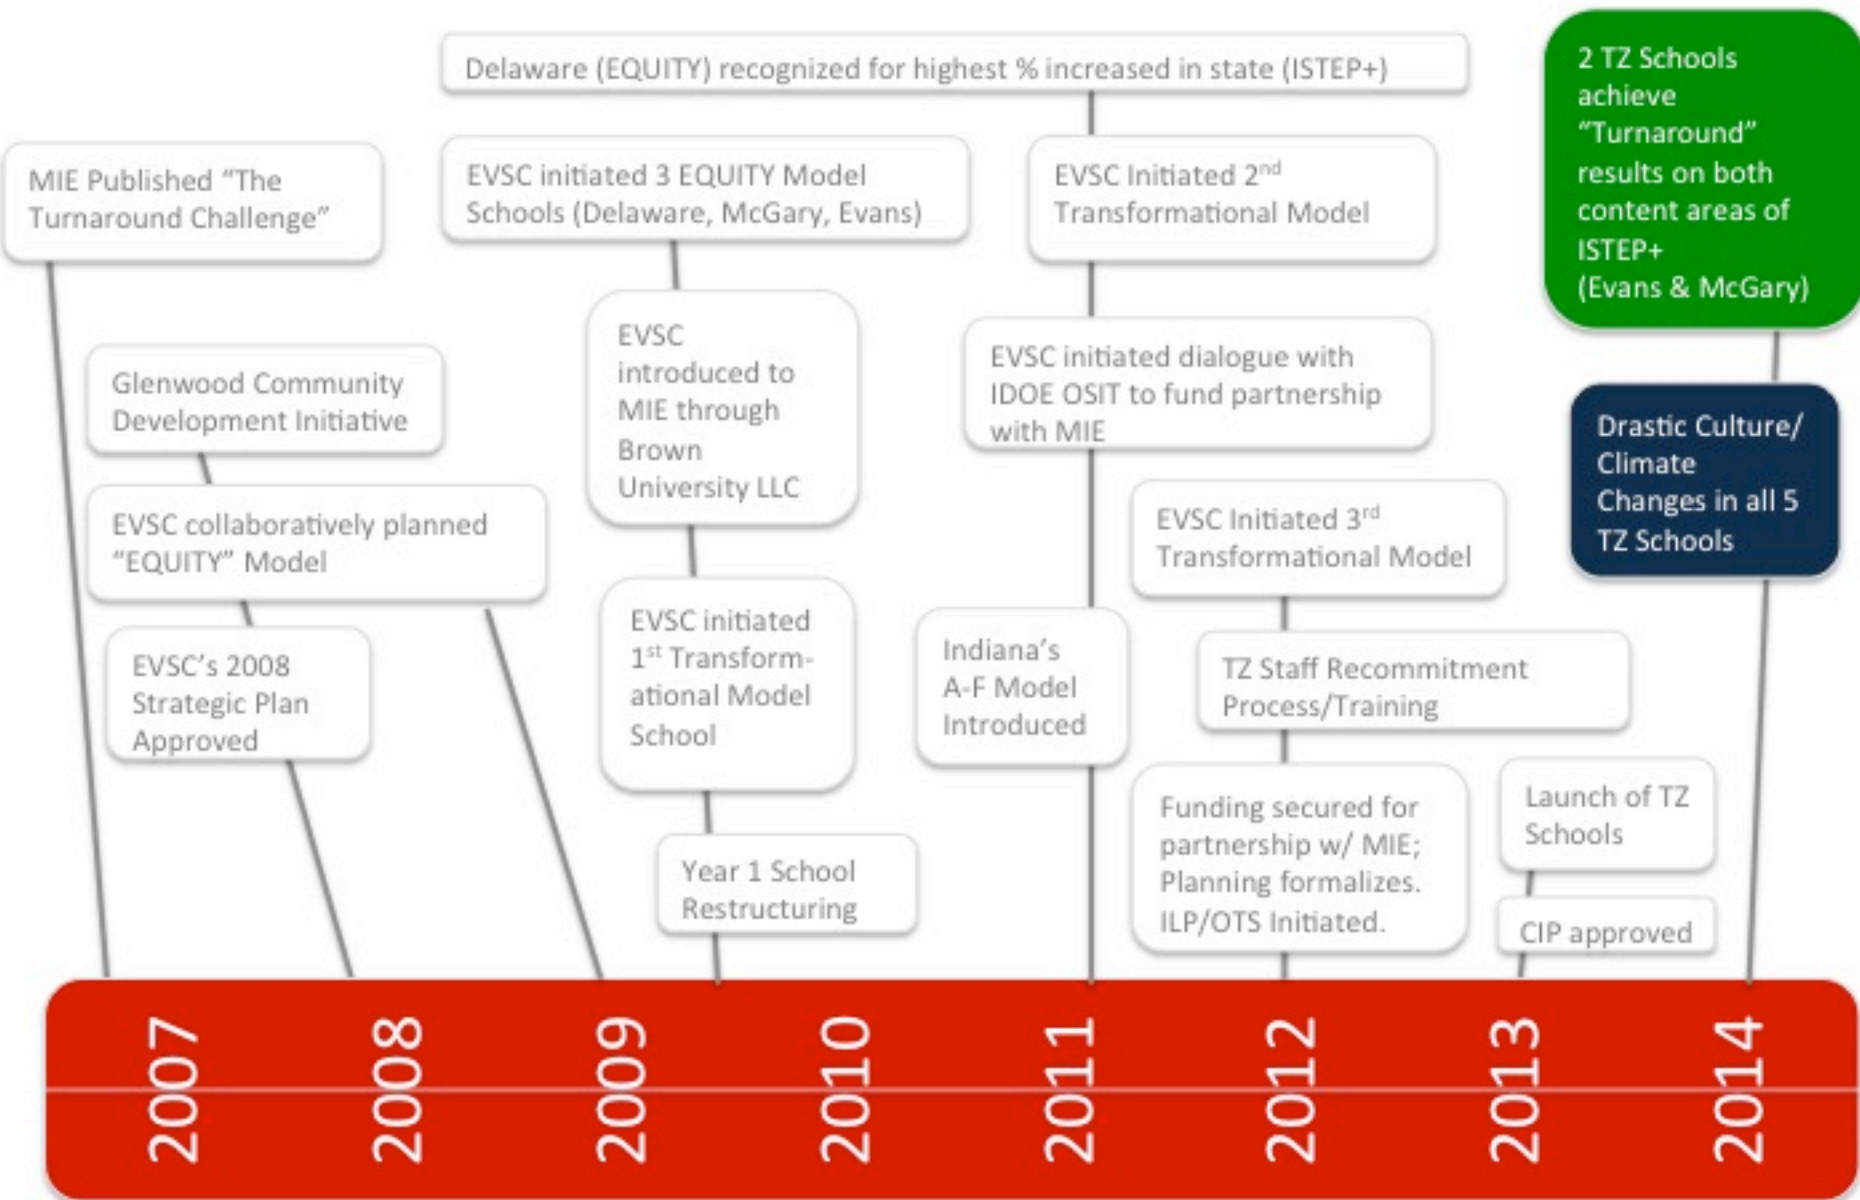 Delaware (EQUITY) recognized for highest % increased in state (ISTEP+)
2 TZ Schools
achieve
“Turnaround”
results on both
content areas of
ISTEP+
(Evans & McGary)
MIE Published “The
Turnaround Challenge”
EVSC initiated 3 EQUITY Model
Schools (Delaware, McGary, Evans)
EVSC Initiated 2nd
Transformational Model
EVSC
introduced to
MIE through
Brown
University LLC
EVSC initiated dialogue with
IDOE OSIT to fund partnership
with MIE
Glenwood Community
Development Initiative
Drastic Culture/
Climate
Changes in all 5
TZ Schools
EVSC collaboratively planned
“EQUITY” Model
EVSC Initiated 3rd
Transformational Model
EVSC’s 2008
Strategic Plan
Approved
EVSC initiated
1st Transform-
ational Model
School
Indiana’s
A-F Model
Introduced
TZ Staff Recommitment
Process/Training
Year 1 School
Restructuring
Funding secured for
partnership w/ MIE;
Planning formalizes.
ILP/OTS Initiated.
Launch of TZ
Schools
CIP approved
2007
2008
2009
2010
2011
2012
2013
2014